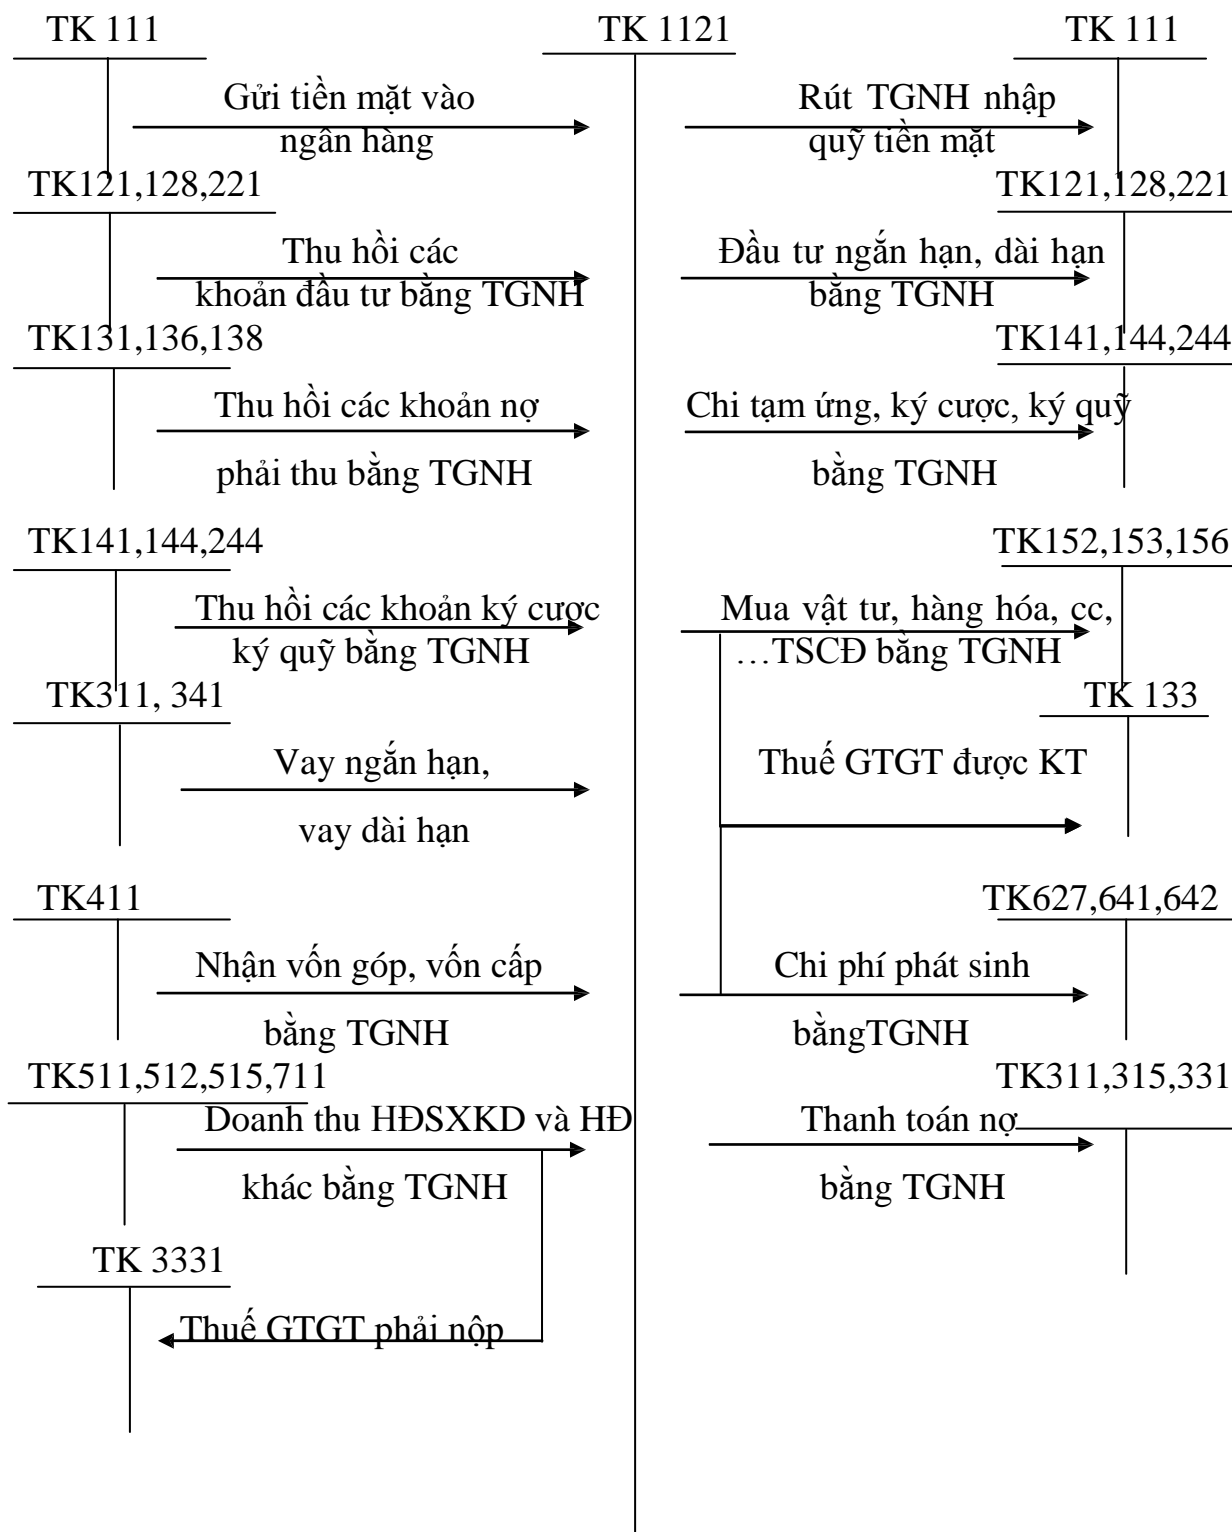 TK 111
TK 1121
TK 111
Gửi tiền mặt vào
ngân hàng
Rút TGNH nhập
quỹ tiền mặt
TK121,128,221
TK121,128,221
Thu hồi các
khoản đầu tư bằng TGNH
Đầu tư ngắn hạn, dài hạn
bằng TGNH
TK131,136,138
TK141,144,244
Thu hồi các khoản nợ
phải thu bằng TGNH
Chi tạm ứng, ký cược, ký quỹ
bằng TGNH
TK141,144,244
TK152,153,156
Thu hồi các khoản ký cược
ký quỹ bằng TGNH
Mua vật tư, hàng hóa, cc,
…TSCĐ bằng TGNH
TK311, 341
TK 133
Vay ngắn hạn,
vay dài hạn
Thuế GTGT được KT
TK411
TK627,641,642
Nhận vốn góp, vốn cấp
bằng TGNH
Chi phí phát sinh
bằngTGNH
TK511,512,515,711
TK311,315,331
Doanh thu HĐSXKD và HĐ
khác bằng TGNH
Thanh toán nợ
bằng TGNH
TK 3331
Thuế GTGT phải nộp